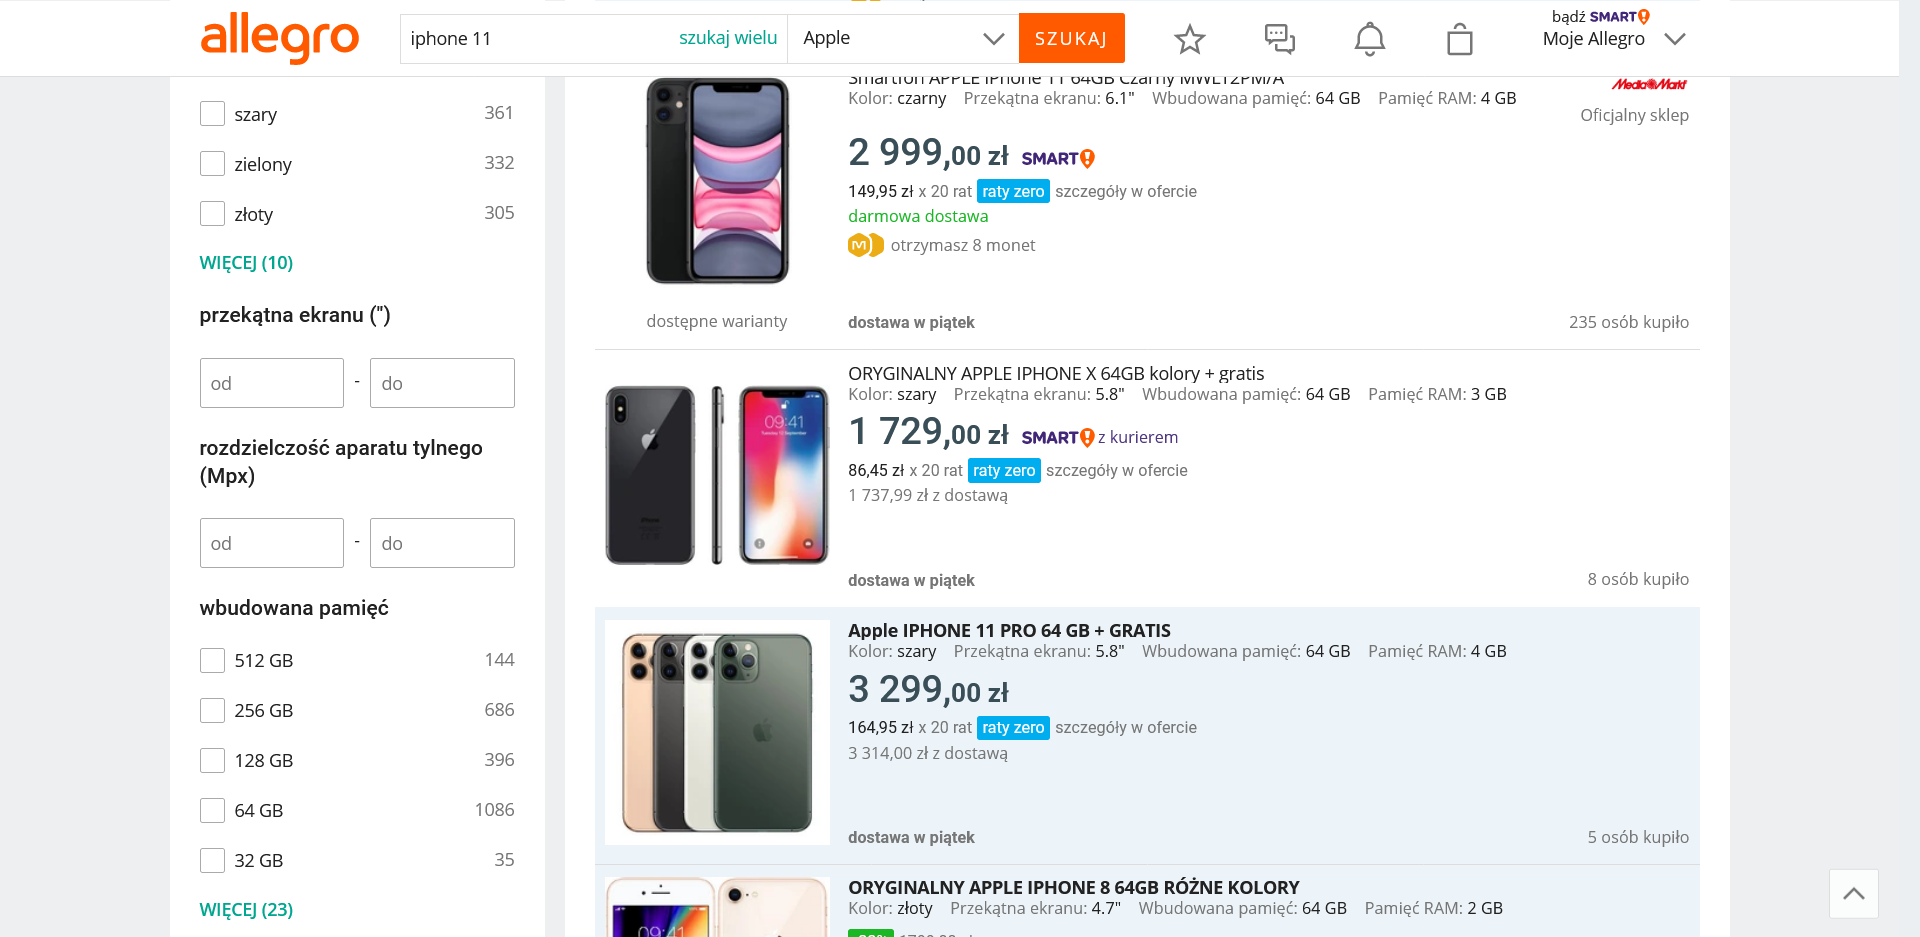 allegro
iphone 11
szukaj wielu
Apple
SZUKAJ
bądź SMART!
Moje Allegro
szary 361
zielony 332
złoty 305
WIĘCEJ (10)
przekątna ekranu (")
od - do
rozdzielczość aparatu tylnego
(Mpx)
od - do
wbudowana pamięć
512 GB 144
256 GB 686
128 GB 396
64 GB 1086
32 GB 35
WIĘCEJ (23)
Smartfon APPLE iPhone 11 64GB Czarny MWLT2PM/A
Kolor: czarny Przekątna ekranu: 6.1" Wbudowana pamięć: 64 GB Pamięć RAM: 4 GB
Media Markt
Oficjalny sklep
2 999,00 zł SMART!
149,95 zł x 20 rat raty zero szczegóły w ofercie
darmowa dostawa
M otrzymasz 8 monet
dostępne warianty
dostawa w piątek
235 osób kupiło
ORYGINALNY APPLE IPHONE X 64GB kolory + gratis
Kolor: szary Przekątna ekranu: 5.8" Wbudowana pamięć: 64 GB Pamięć RAM: 3 GB
1 729,00 zł SMART! z kurierem
86,45 zł x 20 rat raty zero szczegóły w ofercie
1 737,99 zł z dostawą
09:41
dostawa w piątek
8 osób kupiło
Apple IPHONE 11 PRO 64 GB + GRATIS
Kolor: szary Przekątna ekranu: 5.8" Wbudowana pamięć: 64 GB Pamięć RAM: 4 GB
3 299,00 zł
164,95 zł x 20 rat raty zero szczegóły w ofercie
3 314,00 zł z dostawą
dostawa w piątek
5 osób kupiło
ORYGINALNY APPLE IPHONE 8 64GB RÓŻNE KOLORY
Kolor: złoty Przekątna ekranu: 4.7" Wbudowana pamięć: 64 GB Pamięć RAM: 2 GB
09:41